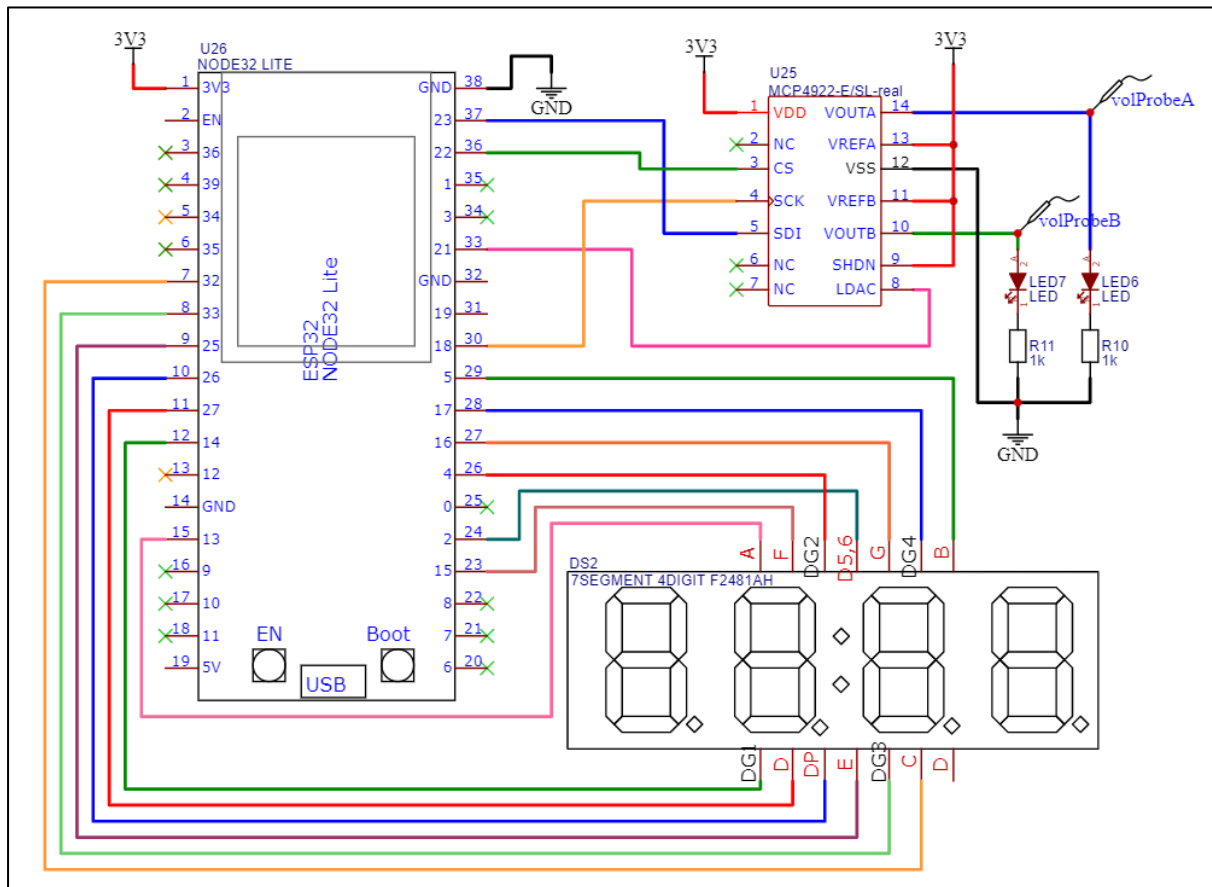 3V3
U26
NODE32 LITE
1 3V3
2 EN
3 36
4 39
5 34
6 35
7 32
8 33
9 25
10 26
11 27
12 14
13 12
14 GND
15 13
16 9
17 10
18 11
19 5V
GND 38
23 37
22 36
1 35
3 34
21 33
GND 32
19 31
18 30
5 29
17 28
16 27
4 26
0 25
2 24
15 23
8 22
7 21
6 20
ESP32
NODE32 Lite
EN
Boot
USB
GND
3V3
U25
MCP4922-E/SL-real
1 VDD
2 NC
3 CS
4 SCK
5 SDI
6 NC
7 NC
VOUTA 14
VREFA 13
VSS 12
VREFB 11
VOUTB 10
SHDN 9
LDAC 8
3V3
volProbeA
volProbeB
A 2
LED7
LED
1
A 2
LED6
LED
1
R11
1k
R10
1k
GND
DS2
7SEGMENT 4DIGIT F2481AH
A
F
DG2
D5,6
G
DG4
B
DG1
D
DP
E
DG3
C
D